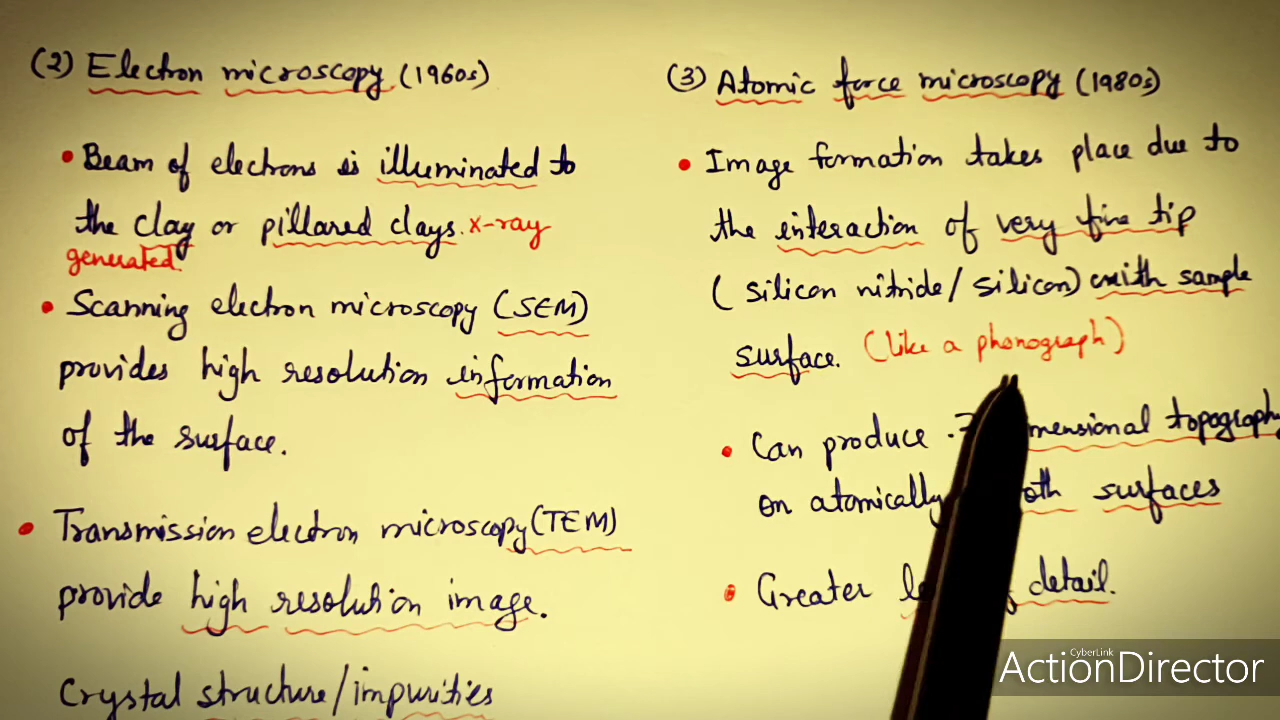 (2) Electron microscopy (1960s)
• Beam of electrons is illuminated to
the clay or pillared clays. x-ray
generated.
• Scanning electron microscopy (SEM)
provides high resolution information
of the surface.
• Transmission electron microscopy (TEM)
provide high resolution image.
Crystal structure/impurities
(3) Atomic force microscopy (1980s)
• Image formation takes place due to
the interaction of very fine tip
(silicon nitride/silicon) with sample
surface. (like a phonograph)
• Can produce topography
on atomically surfaces
• Greater detail.
CyberLink
ActionDirector